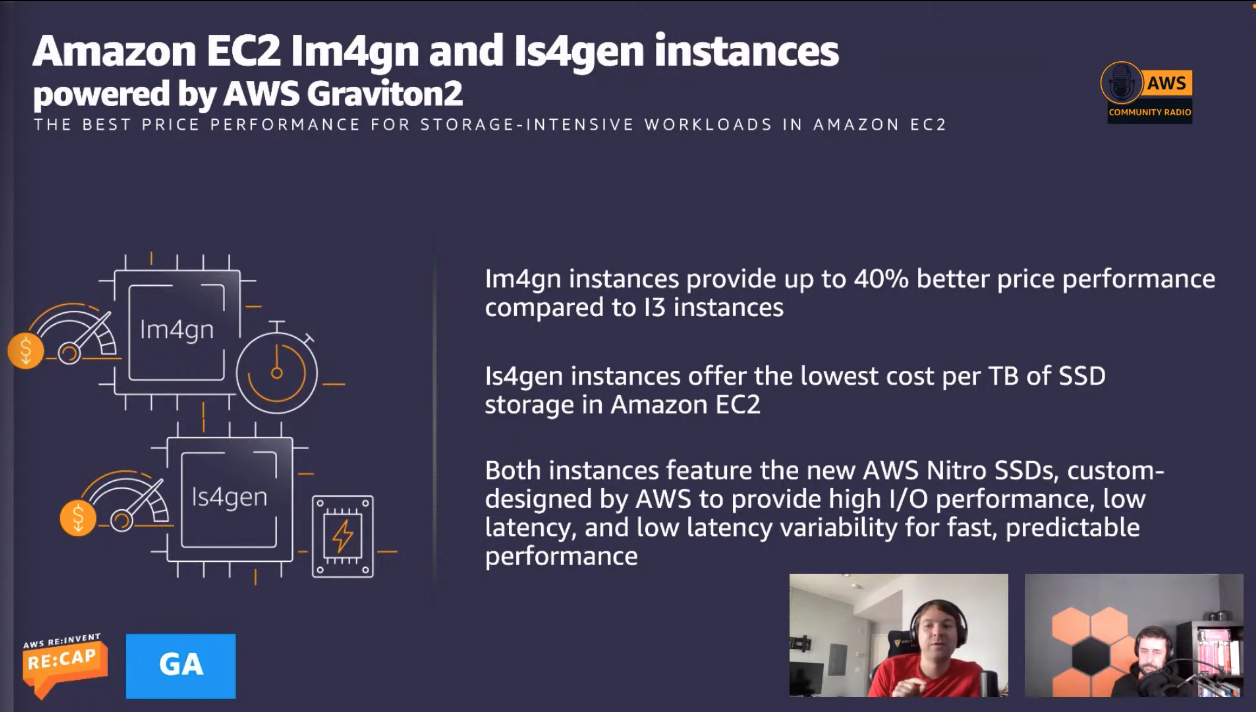 Amazon EC2 Im4gn and Is4gen instances
powered by AWS Graviton2
THE BEST PRICE PERFORMANCE FOR STORAGE-INTENSIVE WORKLOADS IN AMAZON EC2
AWS
COMMUNITY RADIO
Im4gn instances provide up to 40% better price performance
compared to I3 instances
Is4gen instances offer the lowest cost per TB of SSD
storage in Amazon EC2
Both instances feature the new AWS Nitro SSDs, custom-
designed by AWS to provide high I/O performance, low
latency, and low latency variability for fast, predictable
performance
$
Im4gn
$
Is4gen
AWS RE:INVENT
RE:CAP
GA